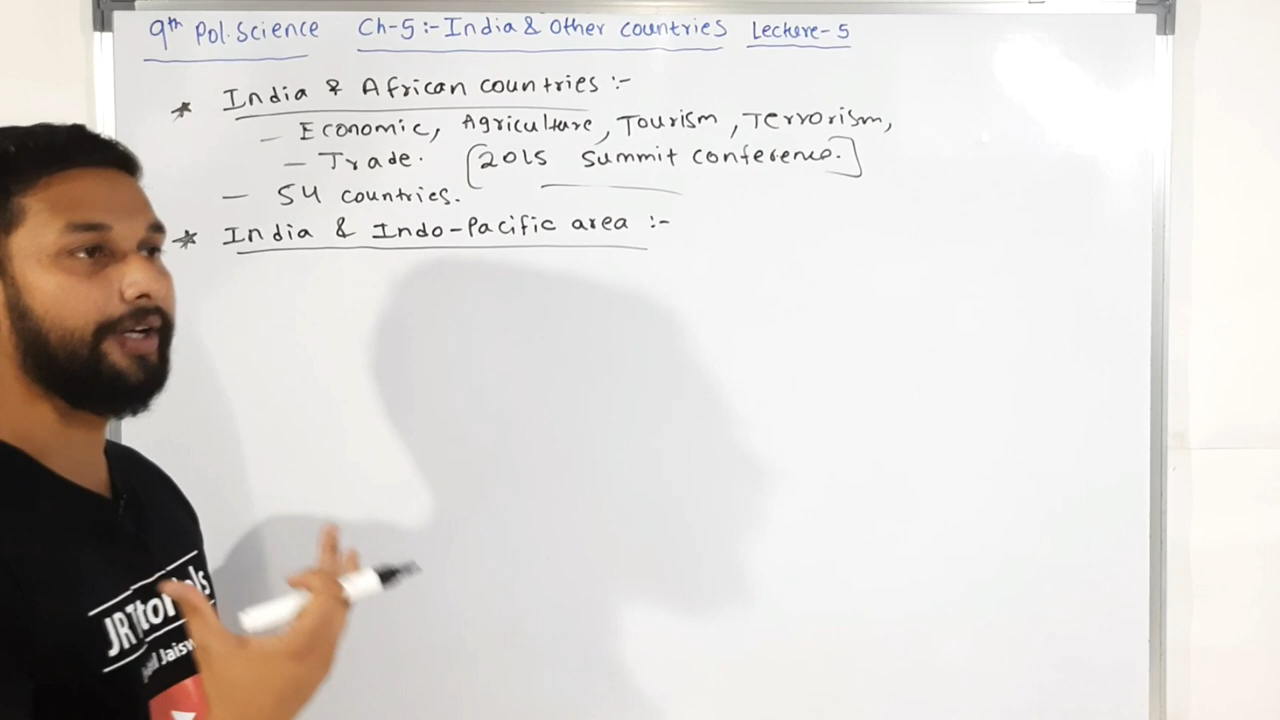 9th Pol. Science Ch-5:- India & Other countries Lecture-5
* India & African countries :-
- Economic, Agriculture, Tourism, Terrorism,
- Trade. [2015 Summit conference.]
- 54 countries.
* India & Indo-Pacific area :-
JR Tutorials